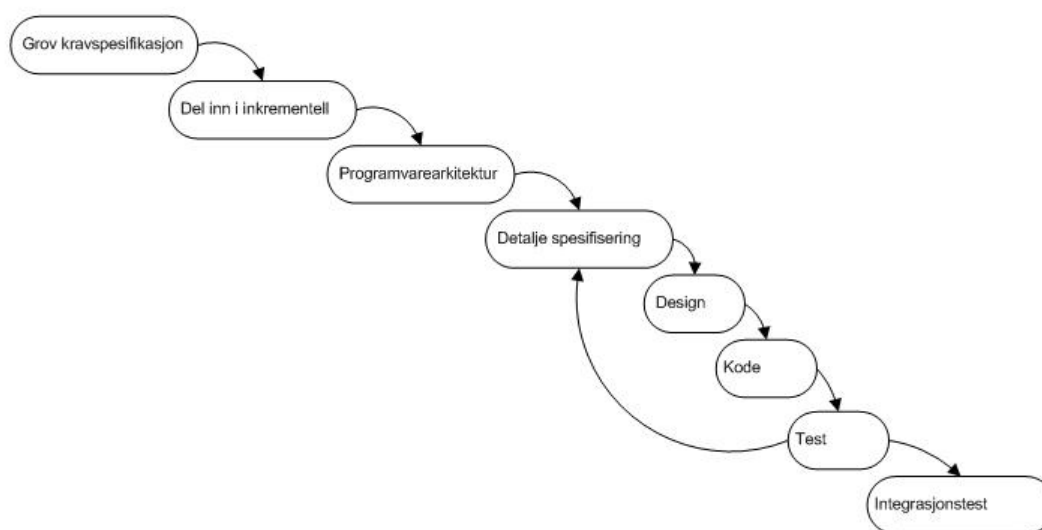 Grov kravspesifikasjon
Del inn i inkrementell
Programvarearkitektur
Detalje spesifisering
Design
Kode
Test
Integrasjonstest